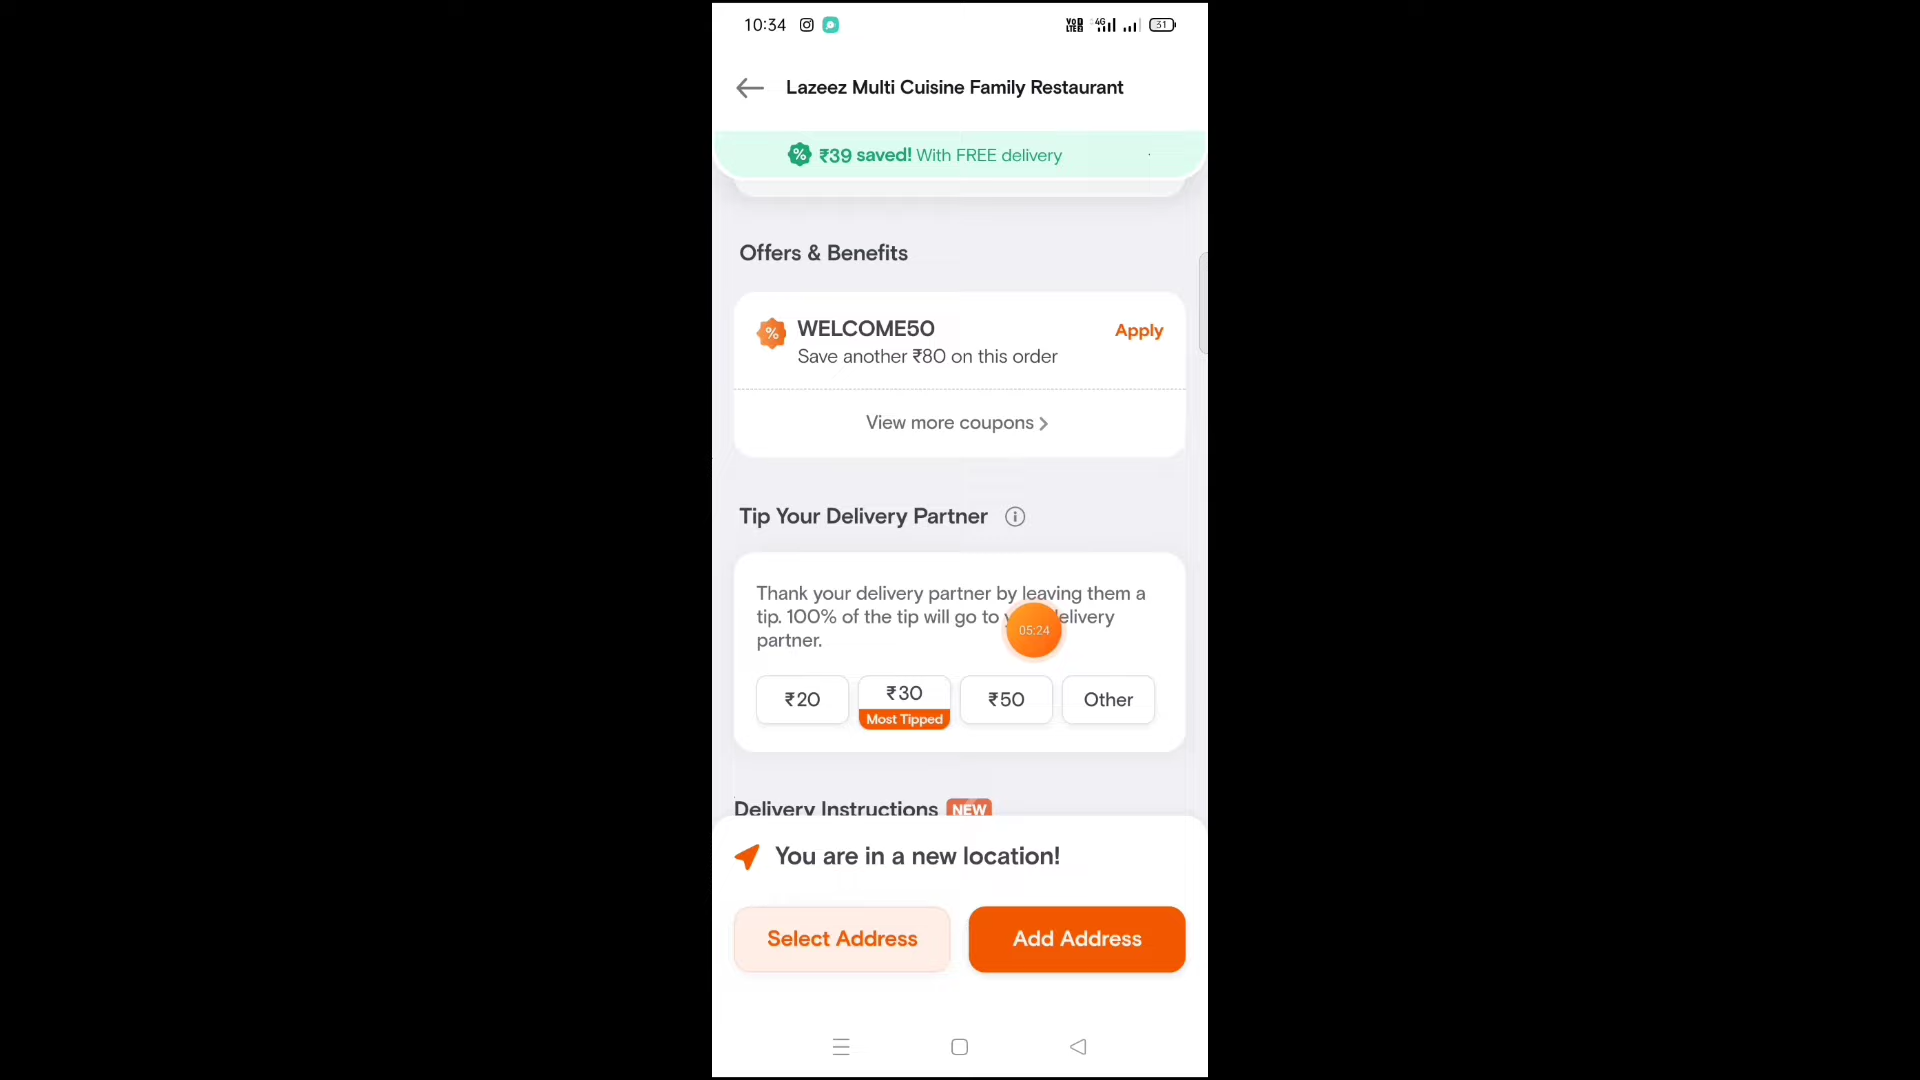 10:34
4G
31
Lazeez Multi Cuisine Family Restaurant
₹39 saved! With FREE delivery
Offers & Benefits
WELCOME50
Apply
Save another ₹80 on this order
View more coupons
Tip Your Delivery Partner
Thank your delivery partner by leaving them a
tip. 100% of the tip will go to delivery
partner.
05:24
₹20
₹30
Most Tipped
₹50
Other
Delivery Instructions NEW
You are in a new location!
Select Address
Add Address